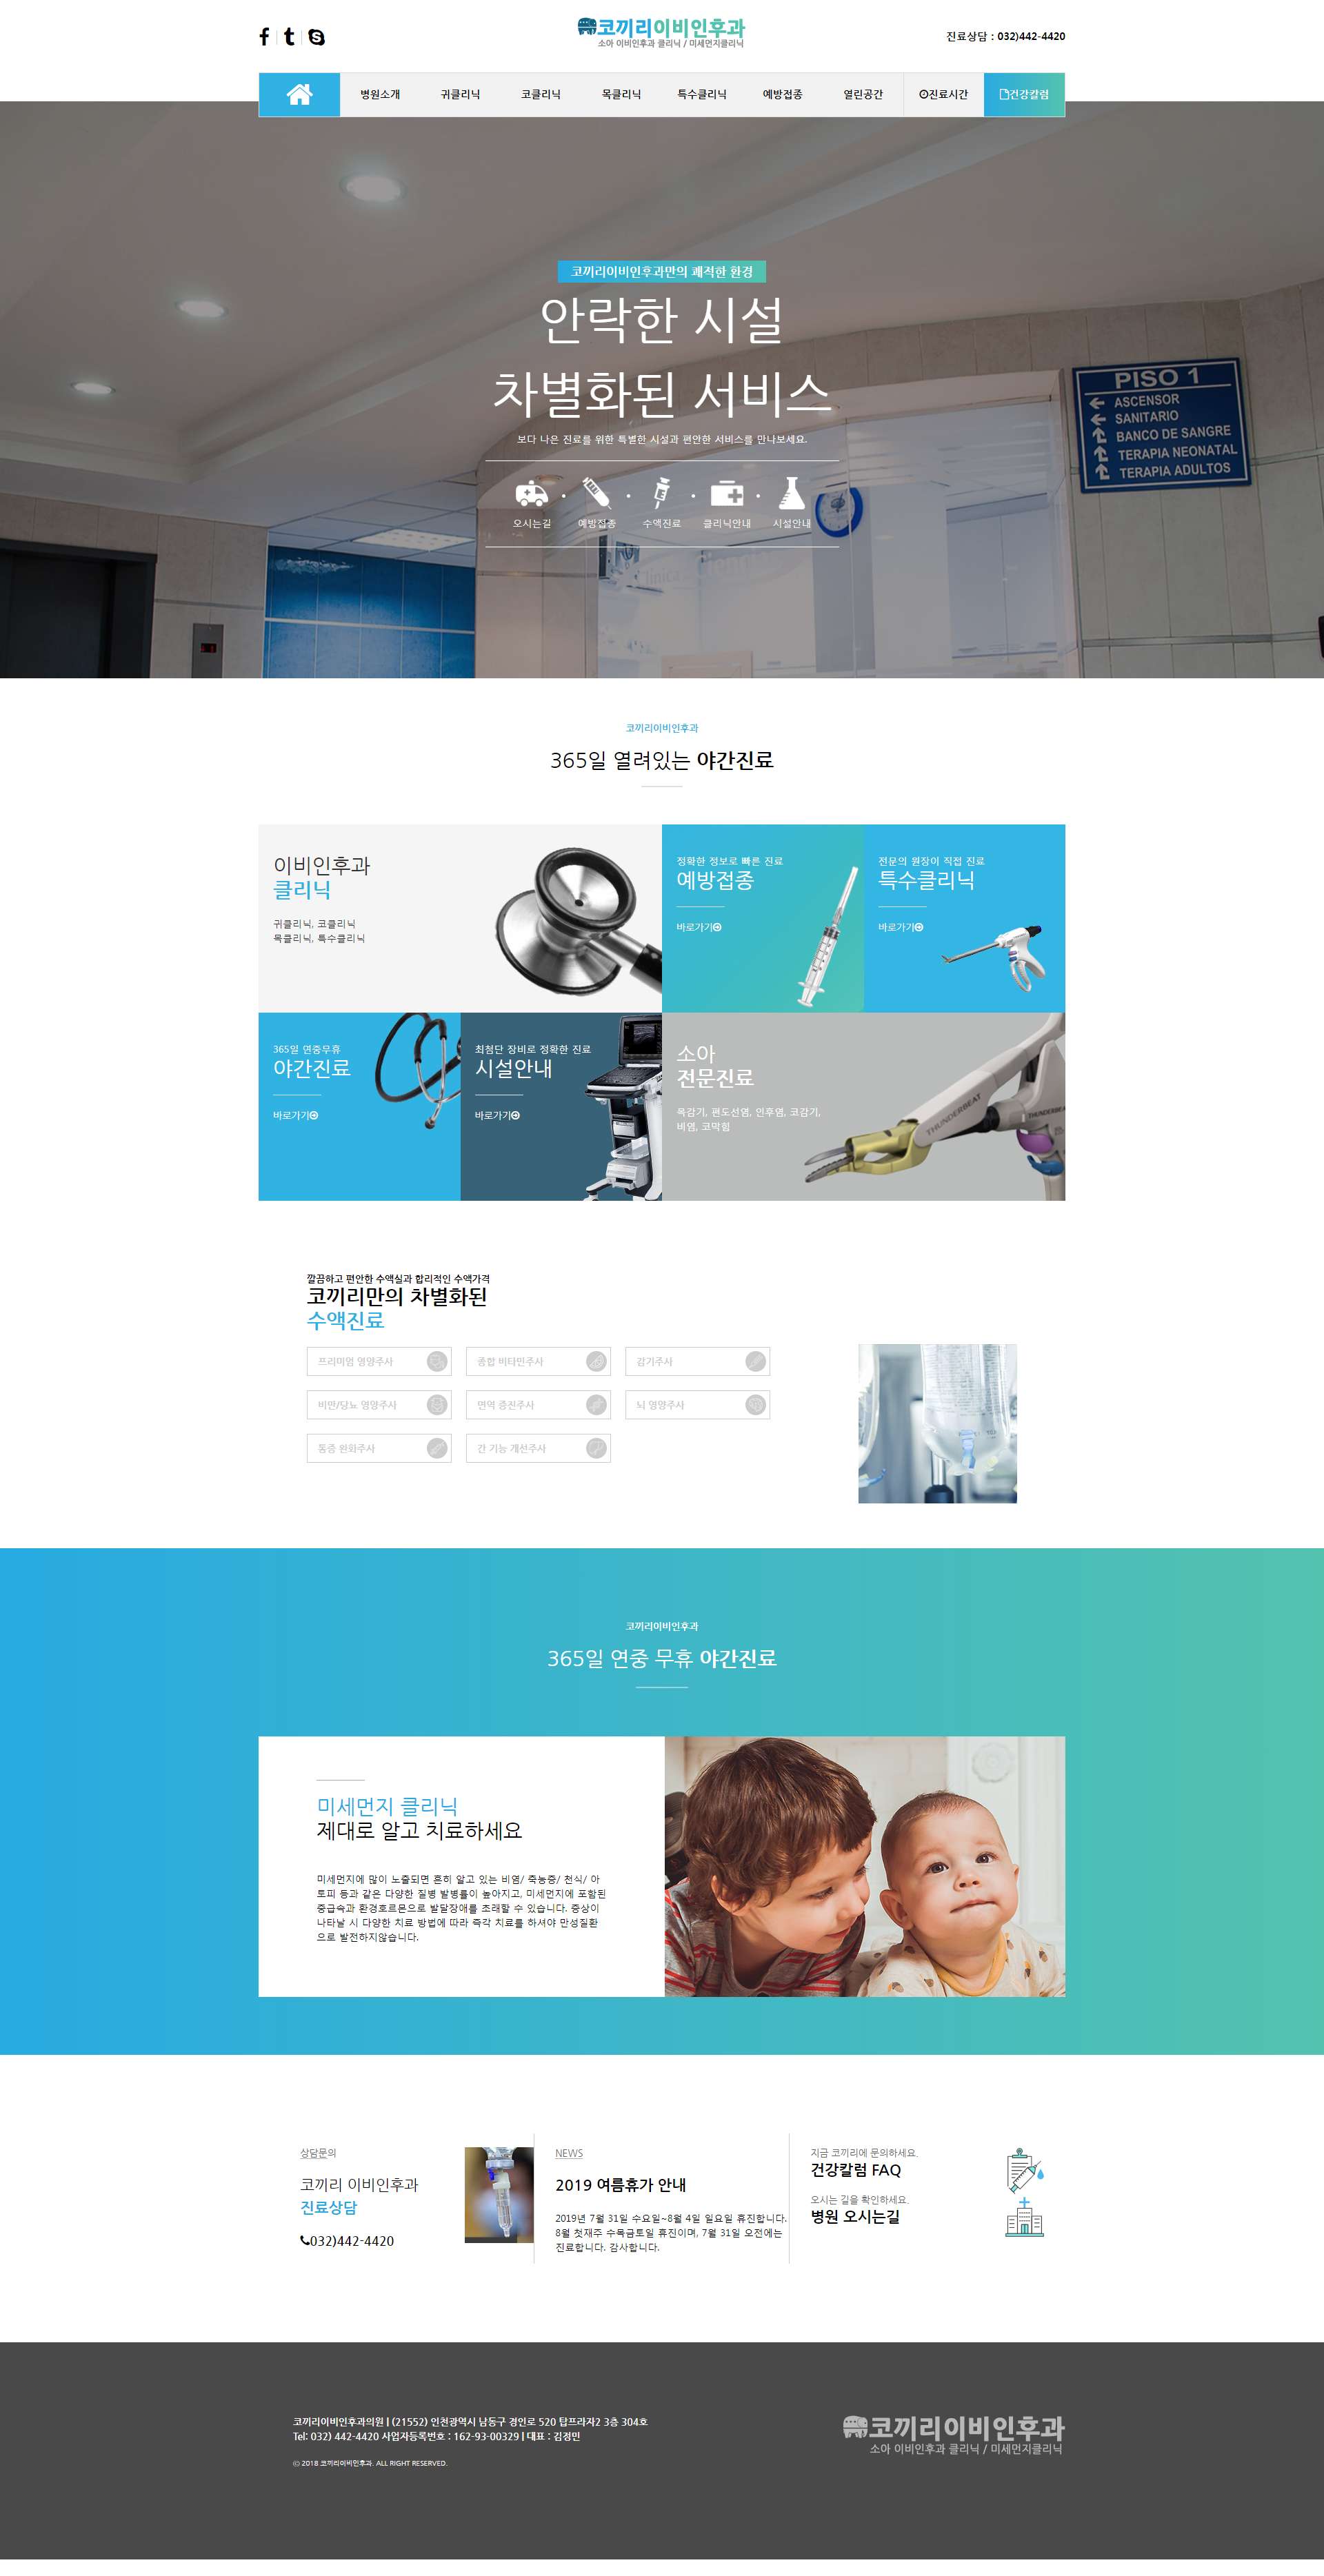 코끼리이비인후과
소아 이비인후과 클리닉 / 미세먼지클리닉
진료상담 : 032)442-4420
병원소개
귀클리닉
코클리닉
목클리닉
특수클리닉
예방접종
열린공간
진료시간
건강칼럼
코끼리이비인후과만의 쾌적한 환경
안락한 시설
차별화된 서비스
보다 나은 진료를 위한 특별한 시설과 편안한 서비스를 만나보세요.
오시는길
예방접종
수액진료
클리닉안내
시설안내
PISO 1
ASCENSOR
SANITARIO
BANCO DE SANGRE
TERAPIA NEONATAL
TERAPIA ADULTOS
코끼리이비인후과
365일 열려있는 야간진료
이비인후과
클리닉
귀클리닉, 코클리닉
목클리닉, 특수클리닉
정확한 정보로 빠른 진료
예방접종
바로가기
전문의 원장이 직접 진료
특수클리닉
바로가기
365일 연중무휴
야간진료
바로가기
최첨단 장비로 정확한 진료
시설안내
바로가기
소아
전문진료
목감기, 편도선염, 인후염, 코감기,
비염, 코막힘
THUNDERBEAT
깔끔하고 편안한 수액실과 합리적인 수액가격
코끼리만의 차별화된
수액진료
프리미엄 영양주사
종합 비타민주사
감기주사
비만/당뇨 영양주사
면역 증진주사
뇌 영양주사
통증 완화주사
간 기능 개선주사
코끼리이비인후과
365일 연중 무휴 야간진료
미세먼지 클리닉
제대로 알고 치료하세요
미세먼지에 많이 노출되면 흔히 알고 있는 비염/ 축농증/ 천식/ 아
토피 등과 같은 다양한 질병 발병률이 높아지고, 미세먼지에 포함된
중금속과 환경호르몬으로 발달장애를 초래할 수 있습니다. 증상이
나타날 시 다양한 치료 방법에 따라 즉각 치료를 하셔야 만성질환
으로 발전하지않습니다.
상담문의
코끼리 이비인후과
진료상담
032)442-4420
NEWS
2019 여름휴가 안내
2019년 7월 31일 수요일~8월 4일 일요일 휴진합니다.
8월 첫재주 수목금토일 휴진이며, 7월 31일 오전에는
진료합니다. 감사합니다.
지금 코끼리에 문의하세요.
건강칼럼 FAQ
오시는 길을 확인하세요.
병원 오시는길
코끼리이비인후과의원 | (21552) 인천광역시 남동구 경인로 520 탑프라자2 3층 304호
Tel: 032) 442-4420 사업자등록번호 : 162-93-00329 | 대표 : 김정민
ⓒ 2018 코끼리이비인후과. ALL RIGHT RESERVED.
코끼리이비인후과
소아 이비인후과 클리닉 / 미세먼지클리닉